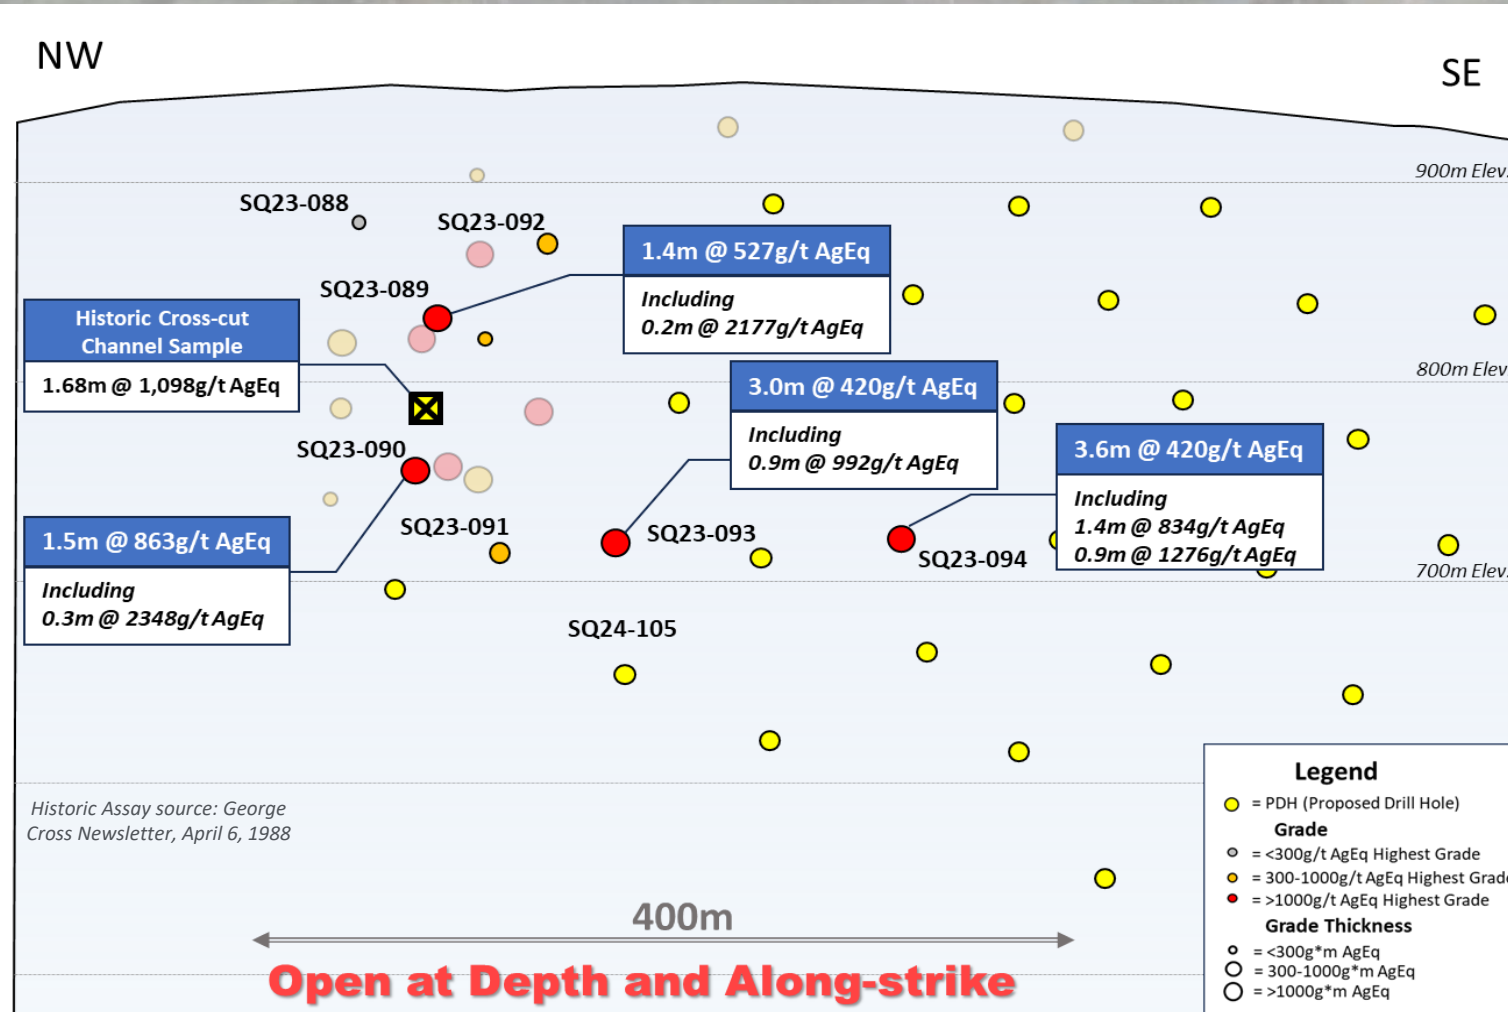 NW
SE
900m Elev.
SQ23-088
SQ23-092
1.4m @ 527g/t AgEq
Including
0.2m @ 2177g/t AgEq
SQ23-089
Historic Cross-cut
Channel Sample
1.68m @ 1,098g/t AgEq
800m Elev
3.0m @ 420g/t AgEq
Including
0.9m @ 992g/t AgEq
3.6m @ 420g/t AgEq
Including
1.4m @ 834g/t AgEq
0.9m @ 1276g/t AgEq
SQ23-090
SQ23-091
SQ23-093
SQ23-094
1.5m @ 863g/t AgEq
Including
0.3m @ 2348g/t AgEq
700m Elev.
SQ24-105
Historic Assay source: George
Cross Newsletter, April 6, 1988
400m
Open at Depth and Along-strike
Legend
= PDH (Proposed Drill Hole)
Grade
= <300g/t AgEq Highest Grade
= 300-1000g/t AgEq Highest Grade
= >1000g/t AgEq Highest Grade
Grade Thickness
= <300g*m AgEq
= 300-1000g*m AgEq
= >1000g*m AgEq